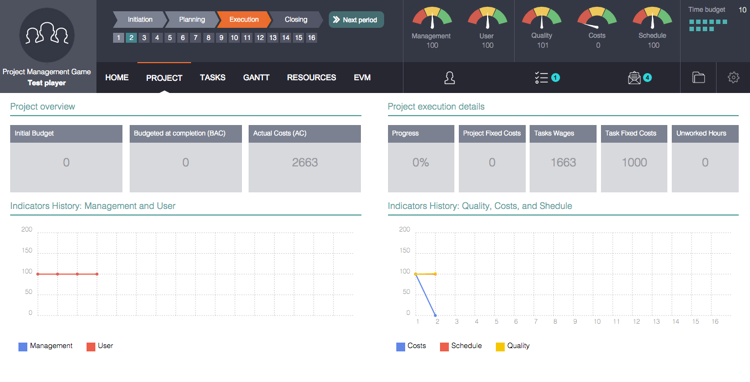 Initiation Planning Execution Closing Next period
1 2 3 4 5 6 7 8 9 10 11 12 13 14 15 16
Management
100
User
100
Quality
101
Costs
0
Schedule
100
Time budget 10
Project Management Game
Test player
HOME PROJECT TASKS GANTT RESOURCES EVM
1
4
Project overview
Initial Budget
0
Budgeted at completion (BAC)
0
Actual Costs (AC)
2663
Indicators History: Management and User
200
150
100
50
0
Management User
Project execution details
Progress
0%
Project Fixed Costs
0
Tasks Wages
1663
Task Fixed Costs
1000
Unworked Hours
0
Indicators History: Quality, Costs, and Shedule
200
150
100
50
0
1 2 3 4 5 6 7 8 9 10 11 12 13 14 15 16
Costs Schedule Quality